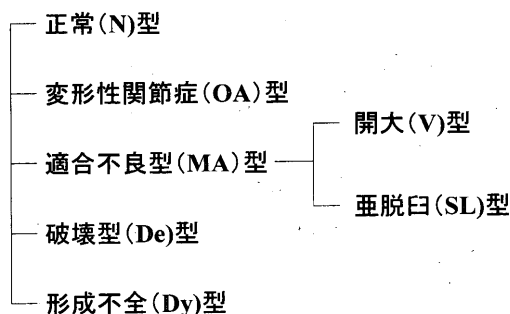 正常(N)型
変形性関節症(OA)型
適合不良型(MA)型
開大(V)型
亜脱臼(SL)型
破壊型(De)型
形成不全(Dy)型